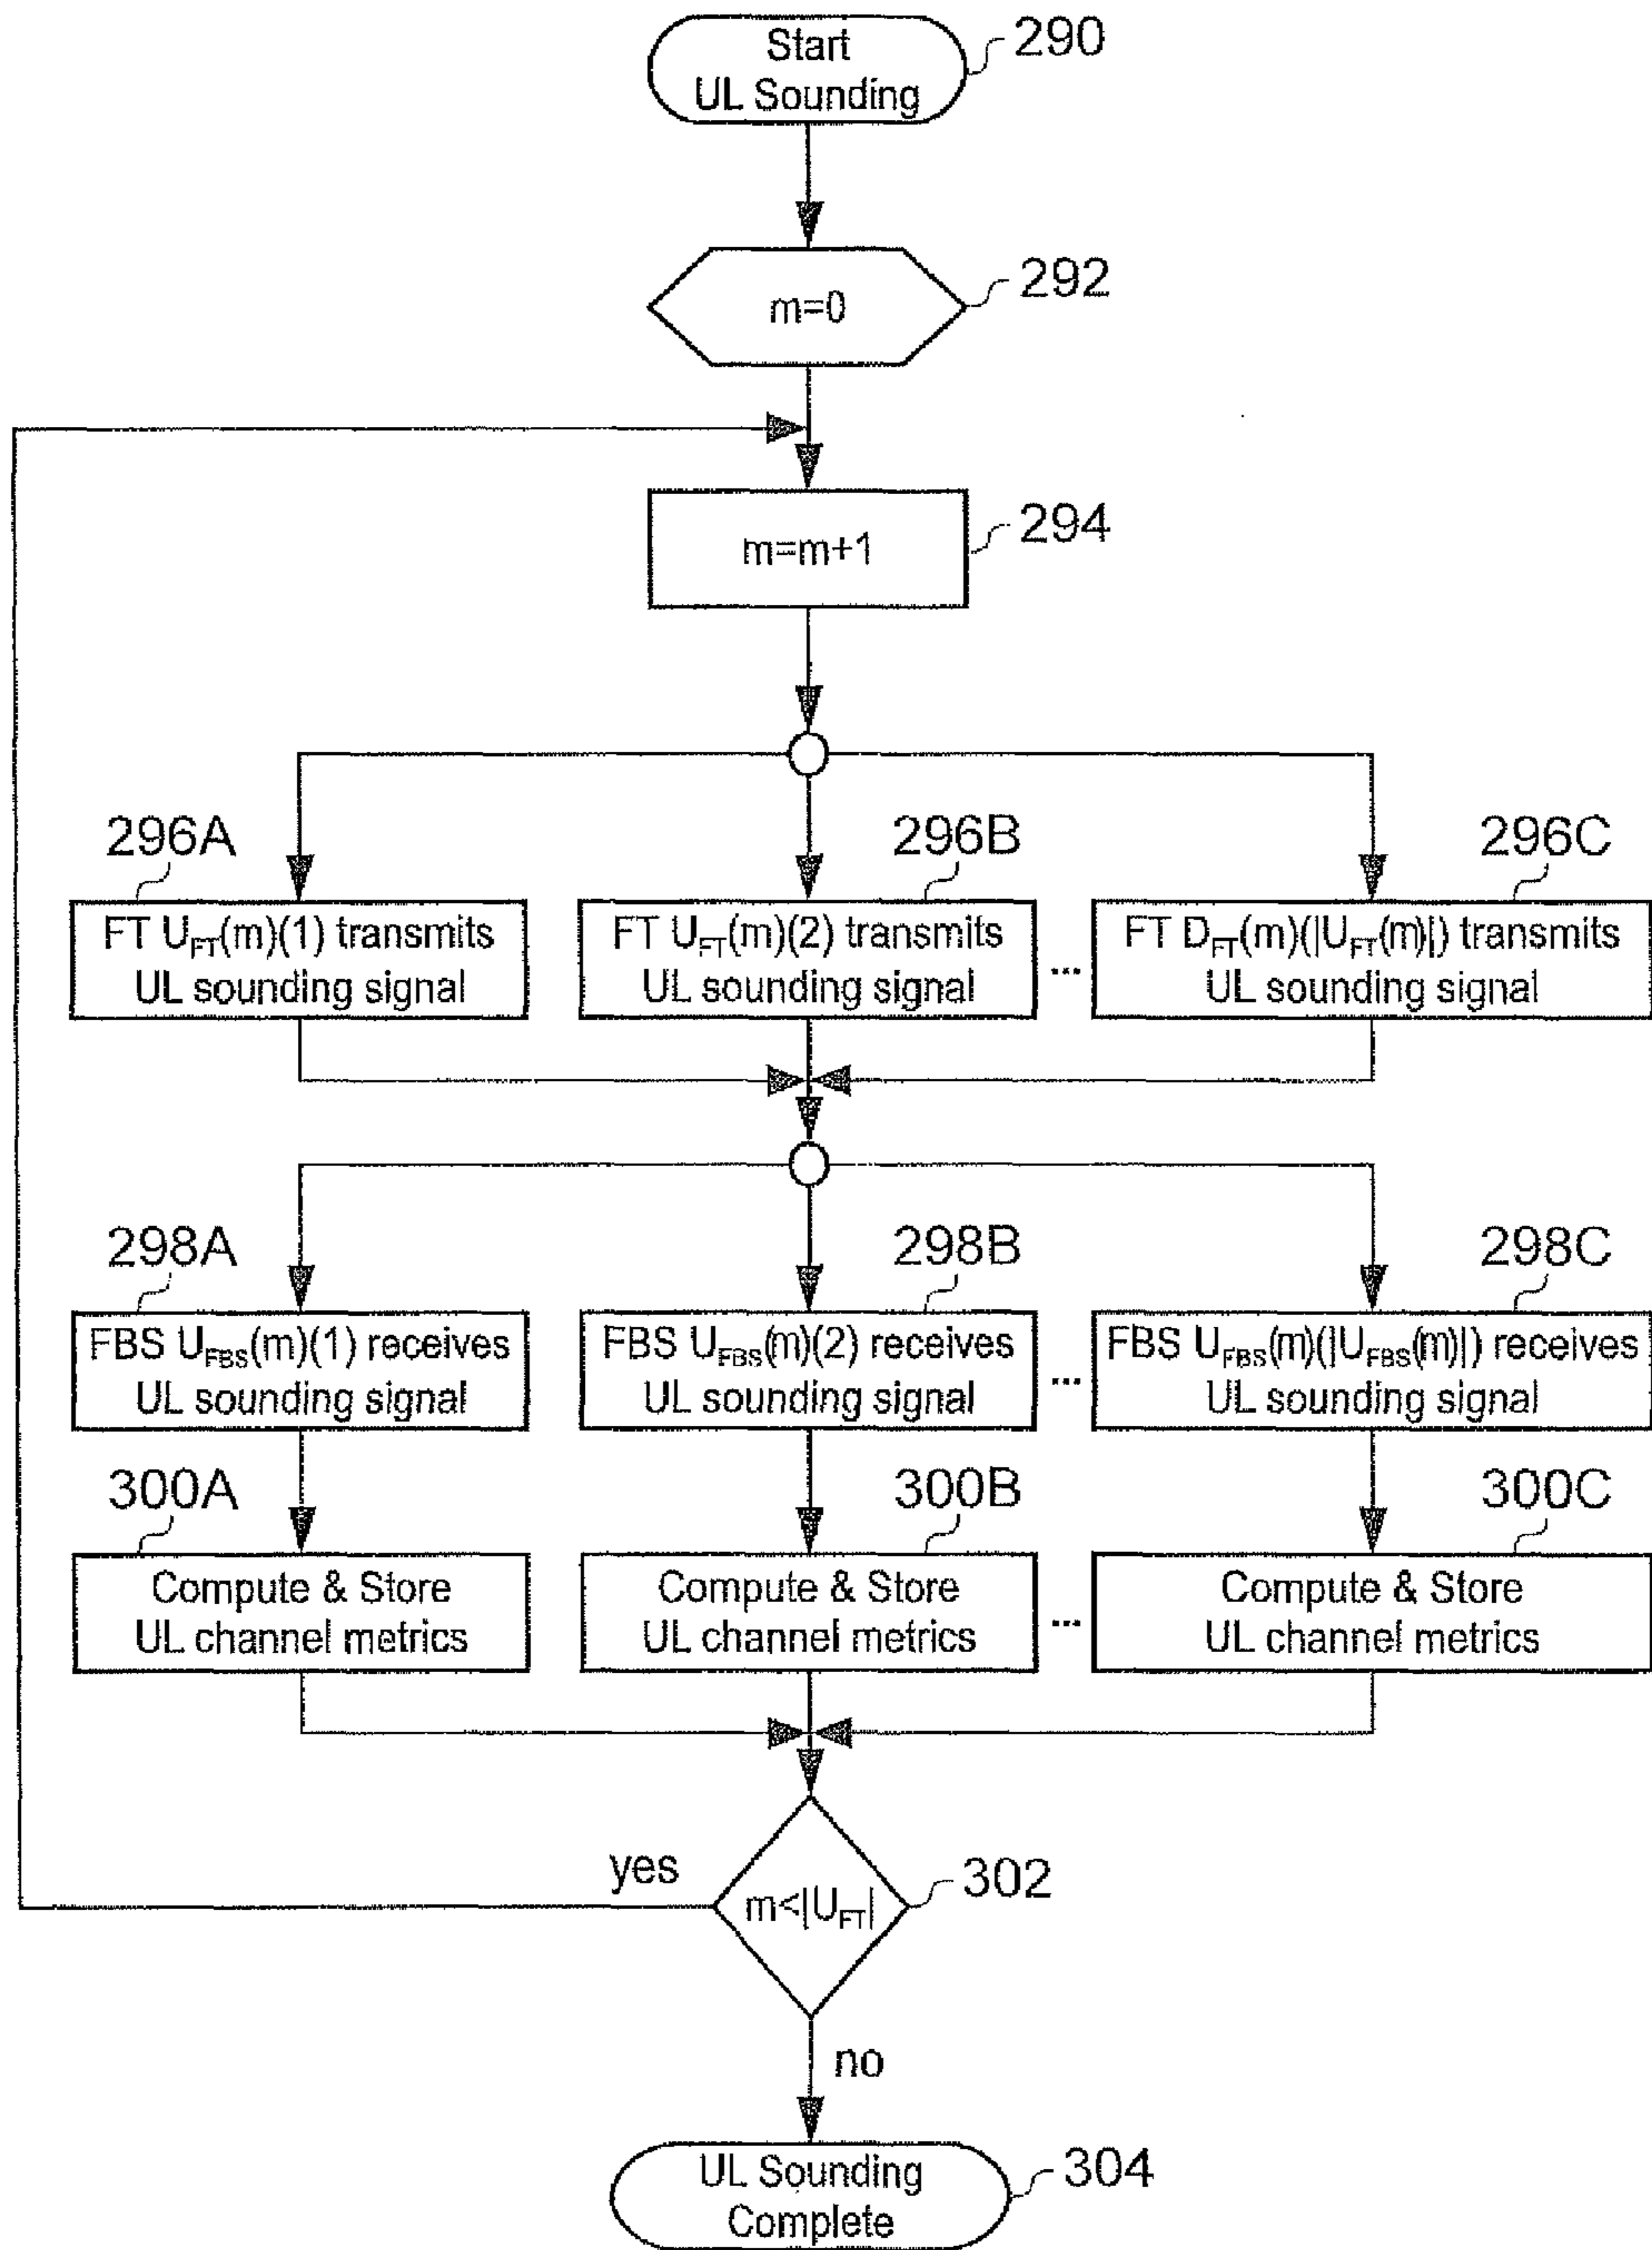 Start
UL Sounding
290
m=0
292
m=m+1
294
296A
296B
296C
FT U_FT(m)(1) transmits
UL sounding signal
FT U_FT(m)(2) transmits
UL sounding signal
...
FT D_FT(m)(|U_FT(m)|) transmits
UL sounding signal
298A
298B
298C
FBS U_FBS(m)(1) receives
UL sounding signal
FBS U_FBS(m)(2) receives
UL sounding signal
...
FBS U_FBS(m)(|U_FBS(m)|) receives
UL sounding signal
300A
300B
300C
Compute & Store
UL channel metrics
Compute & Store
UL channel metrics
...
Compute & Store
UL channel metrics
yes
m<|U_FT|
302
no
UL Sounding
Complete
304